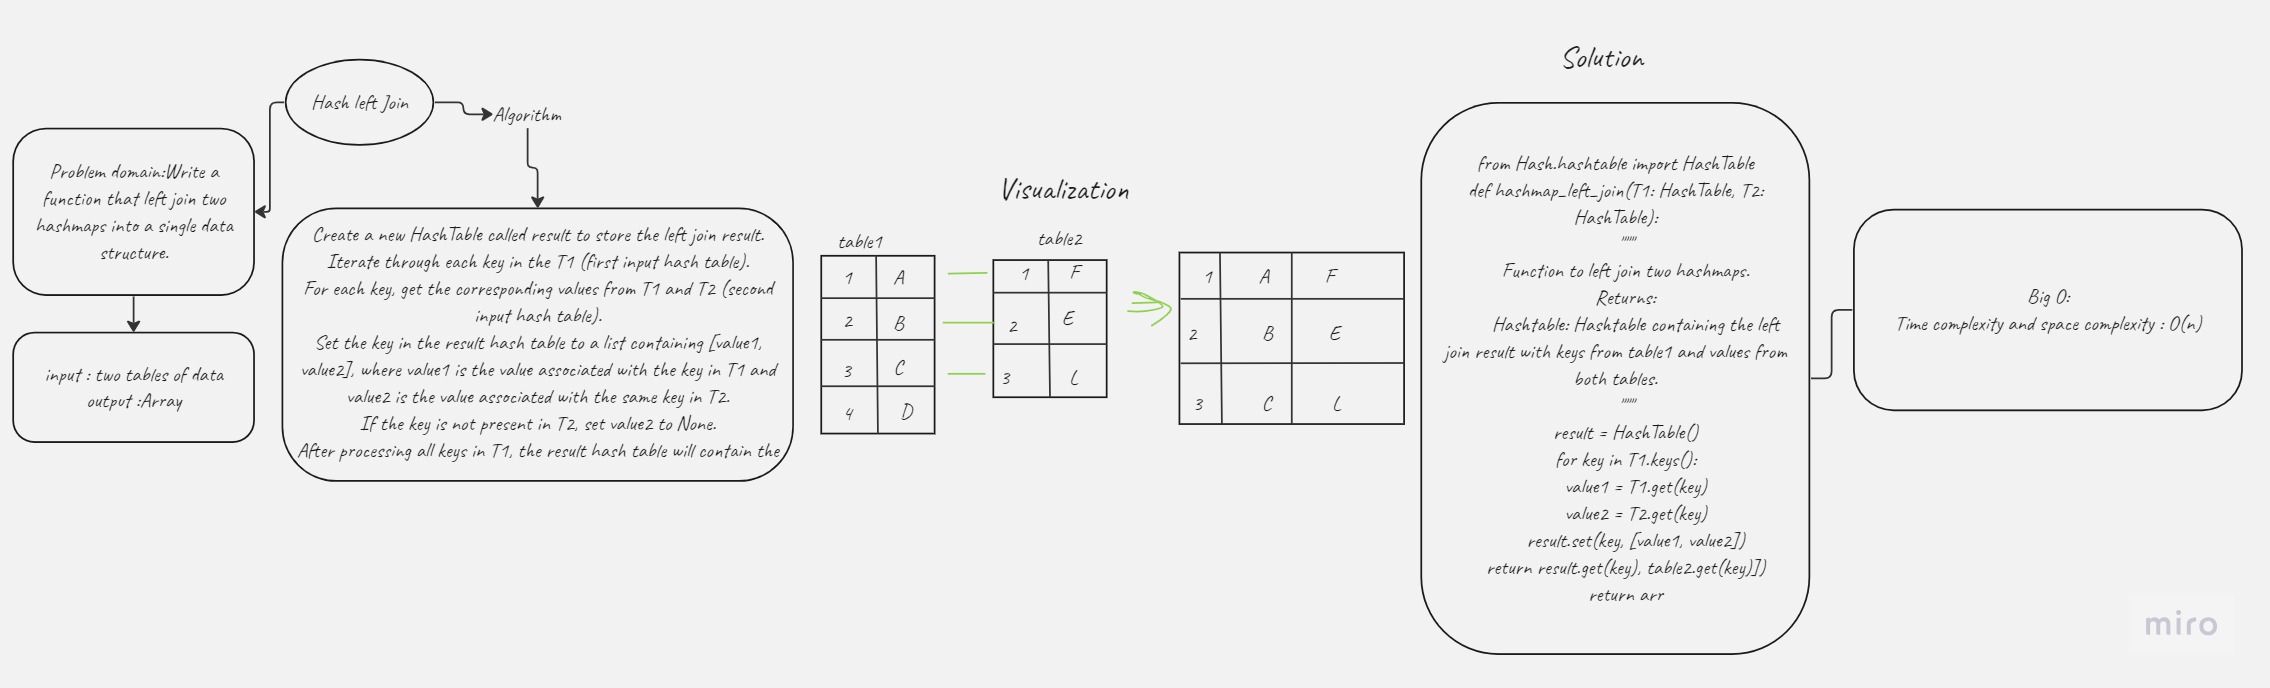 Hash left Join
Algorithm
Problem domain:Write a
function that left join two
hashmaps into a single data
structure.
input : two tables of data
output :Array
Create a new HashTable called result to store the left join result.
Iterate through each key in the T1 (first input hash table).
For each key, get the corresponding values from T1 and T2 (second
input hash table).
Set the key in the result hash table to a list containing [value1,
value2], where value1 is the value associated with the key in T1 and
value2 is the value associated with the same key in T2.
If the key is not present in T2, set value2 to None.
After processing all keys in T1, the result hash table will contain the
Visualization
table1
1 A
2 B
3 C
4 D
table2
1 F
2 E
3 L
1 A F
2 B E
3 C L
Solution
from Hash.hashtable import HashTable
def hashmap_left_join(T1: HashTable, T2:
HashTable):
"""
Function to left join two hashmaps.
Returns:
Hashtable: Hashtable containing the left
join result with keys from table1 and values from
both tables.
"""
result = HashTable()
for key in T1.keys():
value1 = T1.get(key)
value2 = T2.get(key)
result.set(key, [value1, value2])
return result.get(key), table2.get(key)])
return arr
Big O:
Time complexity and space complexity : O(n)
miro